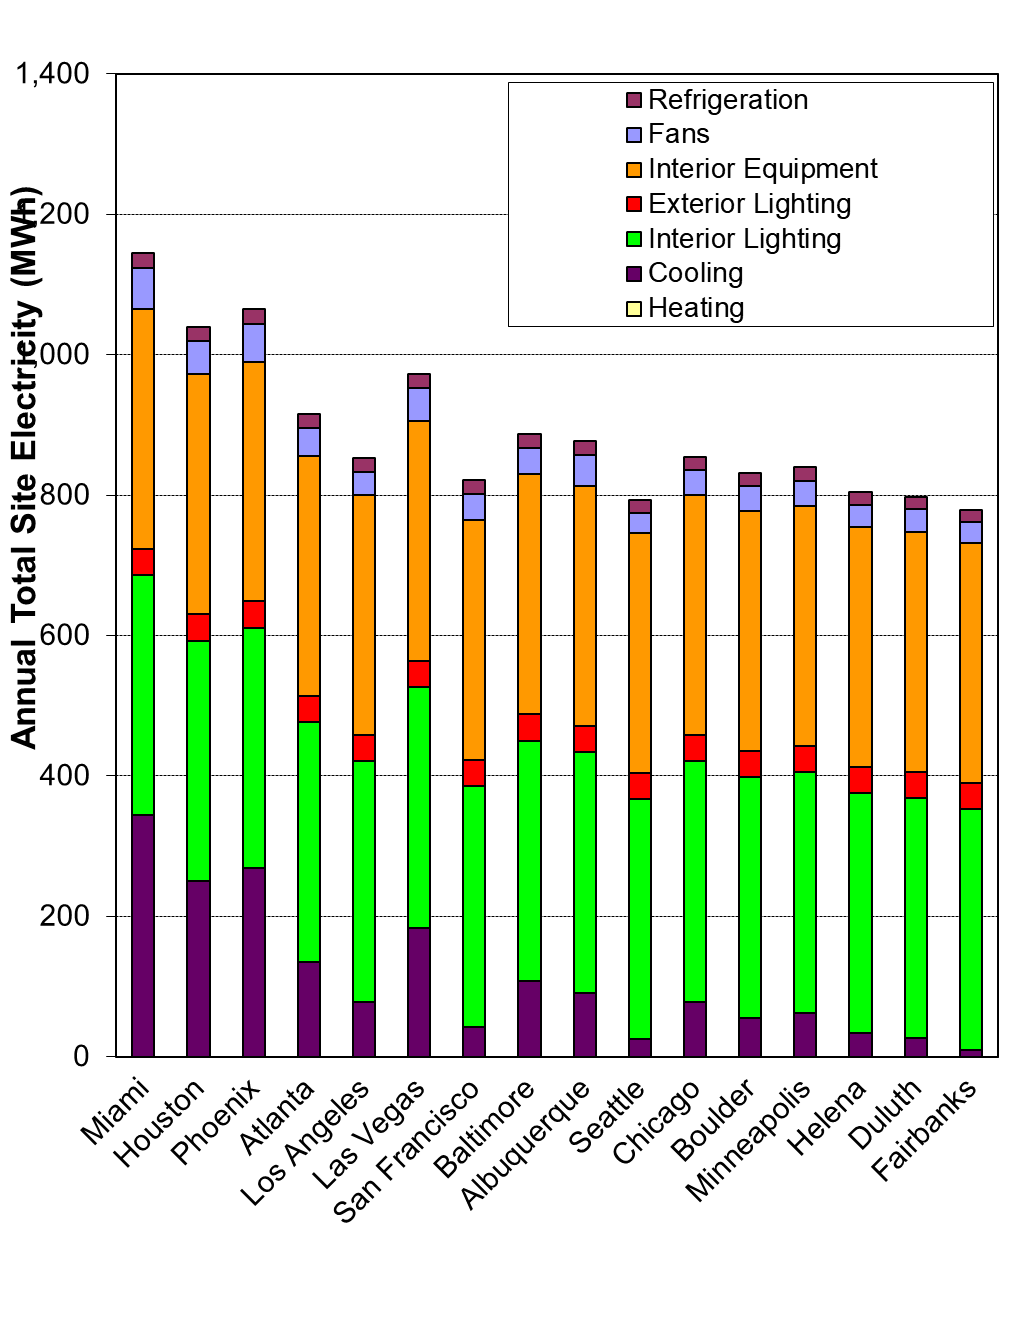 1,400
1,200
1,000
800
600
400
200
0
Annual Total Site Electricity (MWh)
Refrigeration
Fans
Interior Equipment
Exterior Lighting
Interior Lighting
Cooling
Heating
Miami
Houston
Phoenix
Atlanta
Los Angeles
Las Vegas
San Francisco
Baltimore
Albuquerque
Seattle
Chicago
Boulder
Minneapolis
Helena
Duluth
Fairbanks